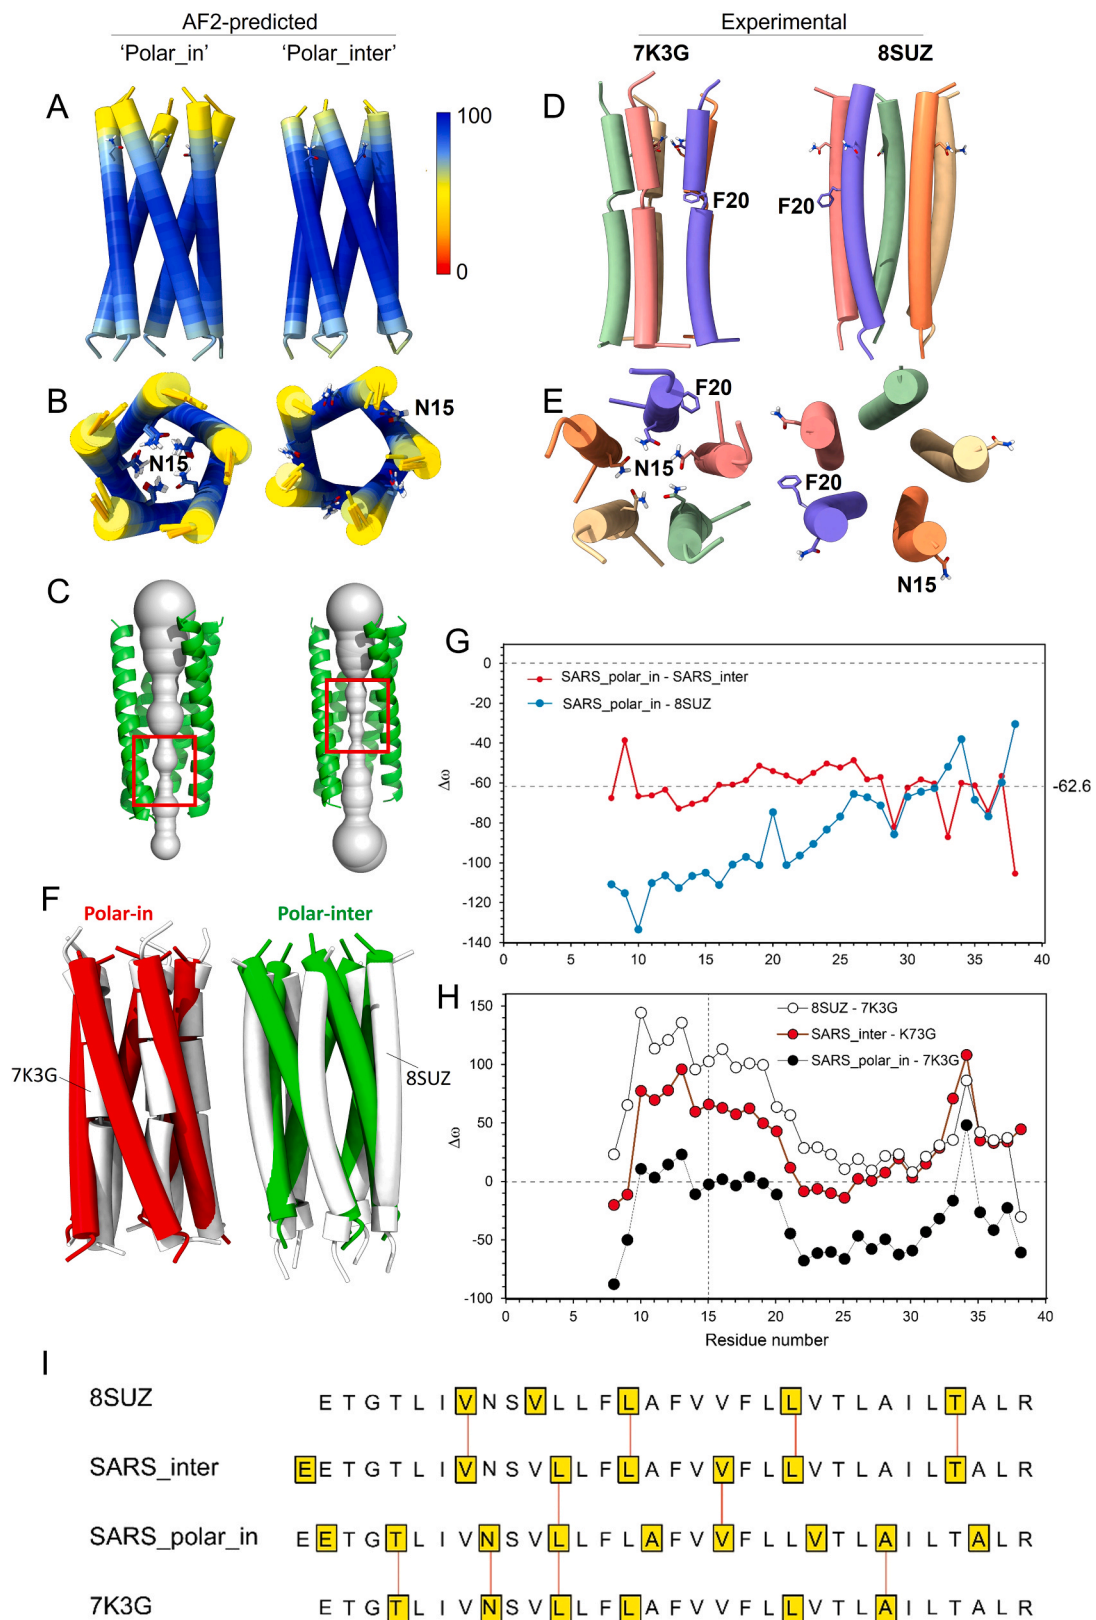 AF2-predicted
Experimental
'Polar_in'
'Polar_inter'
7K3G
8SUZ
A
100
0
D
F20
F20
B
N15
N15
E
F20
N15
F20
N15
C
G
0
-20
-40
-60
-80
-100
-120
-140
Δω
SARS_polar_in - SARS_inter
SARS_polar_in - 8SUZ
-62.6
0 5 10 15 20 25 30 35 40
F
Polar-in
Polar-inter
7K3G
8SUZ
H
150
100
50
0
-50
-100
Δω
8SUZ - 7K3G
SARS_inter - K73G
SARS_polar_in - 7K3G
0 5 10 15 20 25 30 35 40
Residue number
I
8SUZ E T G T L I V N S V L L F L A F V V F L L V T L A I L T A L R
SARS_inter E E T G T L I V N S V L L F L A F V V F L L V T L A I L T A L R
SARS_polar_in E E T G T L I V N S V L L F L A F V V F L L V T L A I L T A L R
7K3G E T G T L I V N S V L L F L A F V V F L L V T L A I L T A L R